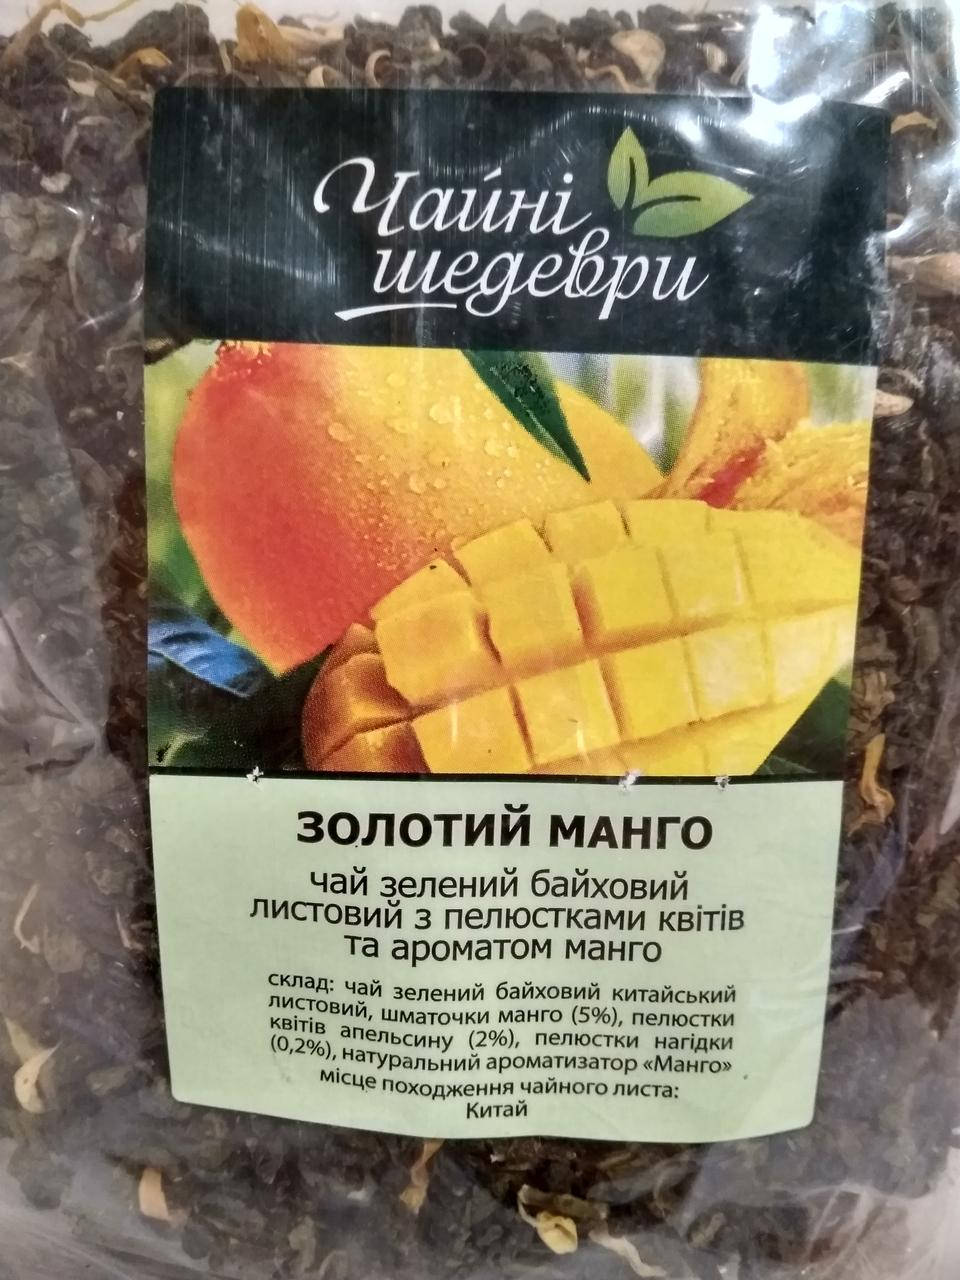 Чайні
шедеври
ЗОЛОТИЙ МАНГО
чай зелений байховий
листовий з пелюстками квітів
та ароматом манго
склад: чай зелений байховий китайський
листовий, шматочки манго (5%), пелюстки
квітів апельсину (2%), пелюстки нагідки
(0,2%), натуральний ароматизатор «Манго»
місце походження чайного листа:
Китай